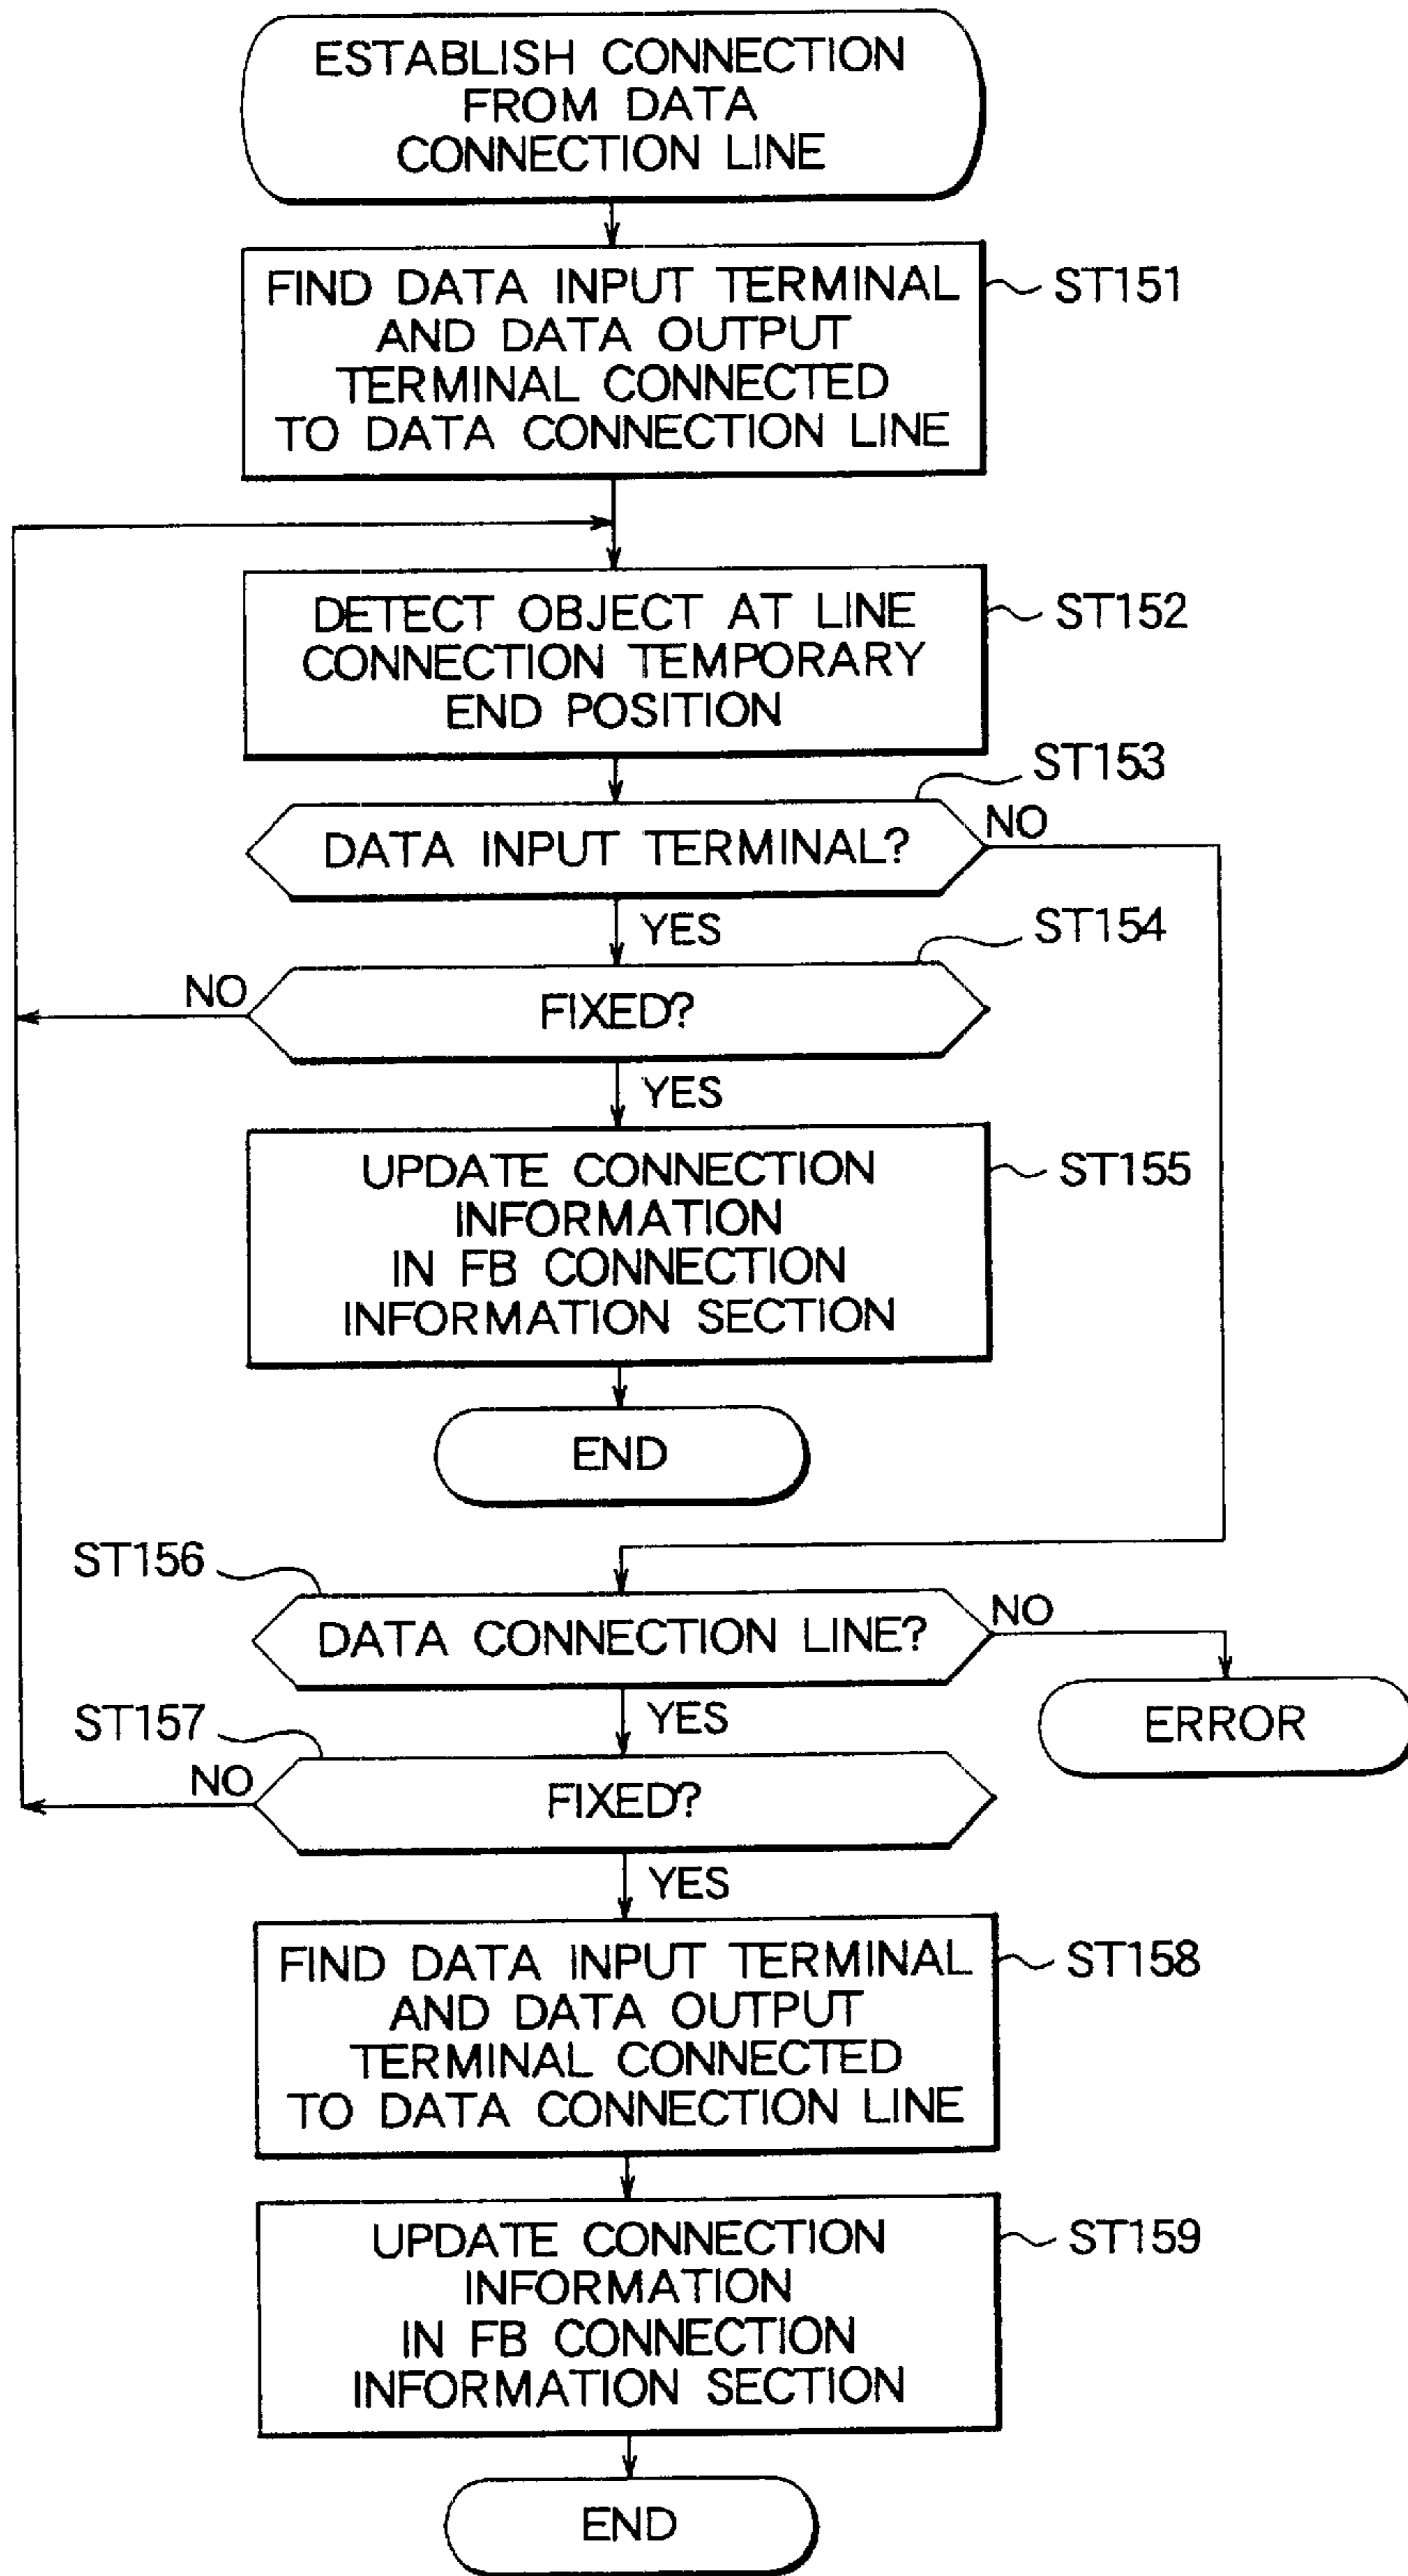 ESTABLISH CONNECTION
FROM DATA
CONNECTION LINE
FIND DATA INPUT TERMINAL
AND DATA OUTPUT
TERMINAL CONNECTED
TO DATA CONNECTION LINE
ST151
DETECT OBJECT AT LINE
CONNECTION TEMPORARY
END POSITION
ST152
ST153
DATA INPUT TERMINAL?
NO
YES
ST154
NO
FIXED?
YES
UPDATE CONNECTION
INFORMATION
IN FB CONNECTION
INFORMATION SECTION
ST155
END
ST156
DATA CONNECTION LINE?
NO
YES
ERROR
ST157
NO
FIXED?
YES
FIND DATA INPUT TERMINAL
AND DATA OUTPUT
TERMINAL CONNECTED
TO DATA CONNECTION LINE
ST158
UPDATE CONNECTION
INFORMATION
IN FB CONNECTION
INFORMATION SECTION
ST159
END